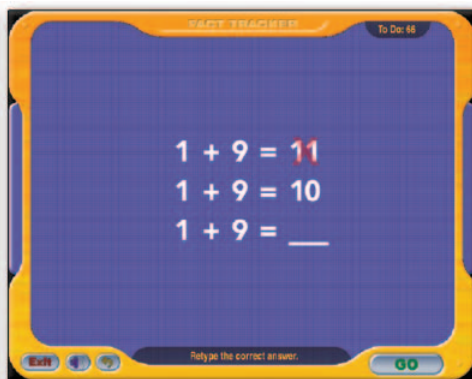 FACT TRACKER
To Do: 66
1 + 9 = 11
1 + 9 = 10
1 + 9 = __
Retype the correct answer.
Exit
GO